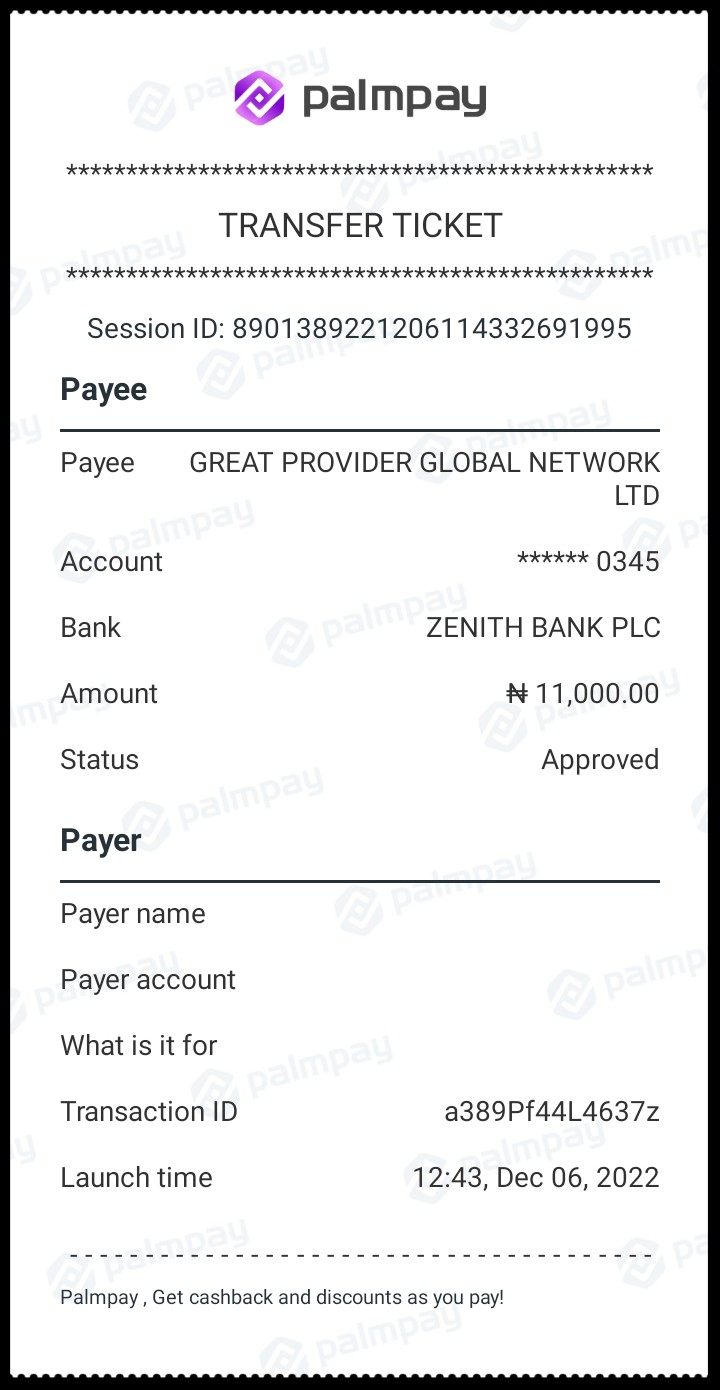 palmpay
*************************************************
TRANSFER TICKET
*************************************************
Session ID: 890138922120611433269​1995
Payee
Payee GREAT PROVIDER GLOBAL NETWORK
LTD
Account ****** 0345
Bank ZENITH BANK PLC
Amount ₦ 11,000.00
Status Approved
Payer
Payer name
Payer account
What is it for
Transaction ID a389Pf44L4637z
Launch time 12:43, Dec 06, 2022
- - - - - - - - - - - - - - - - - - - - - - - - - - - - - - - - - - - - - -
Palmpay , Get cashback and discounts as you pay!